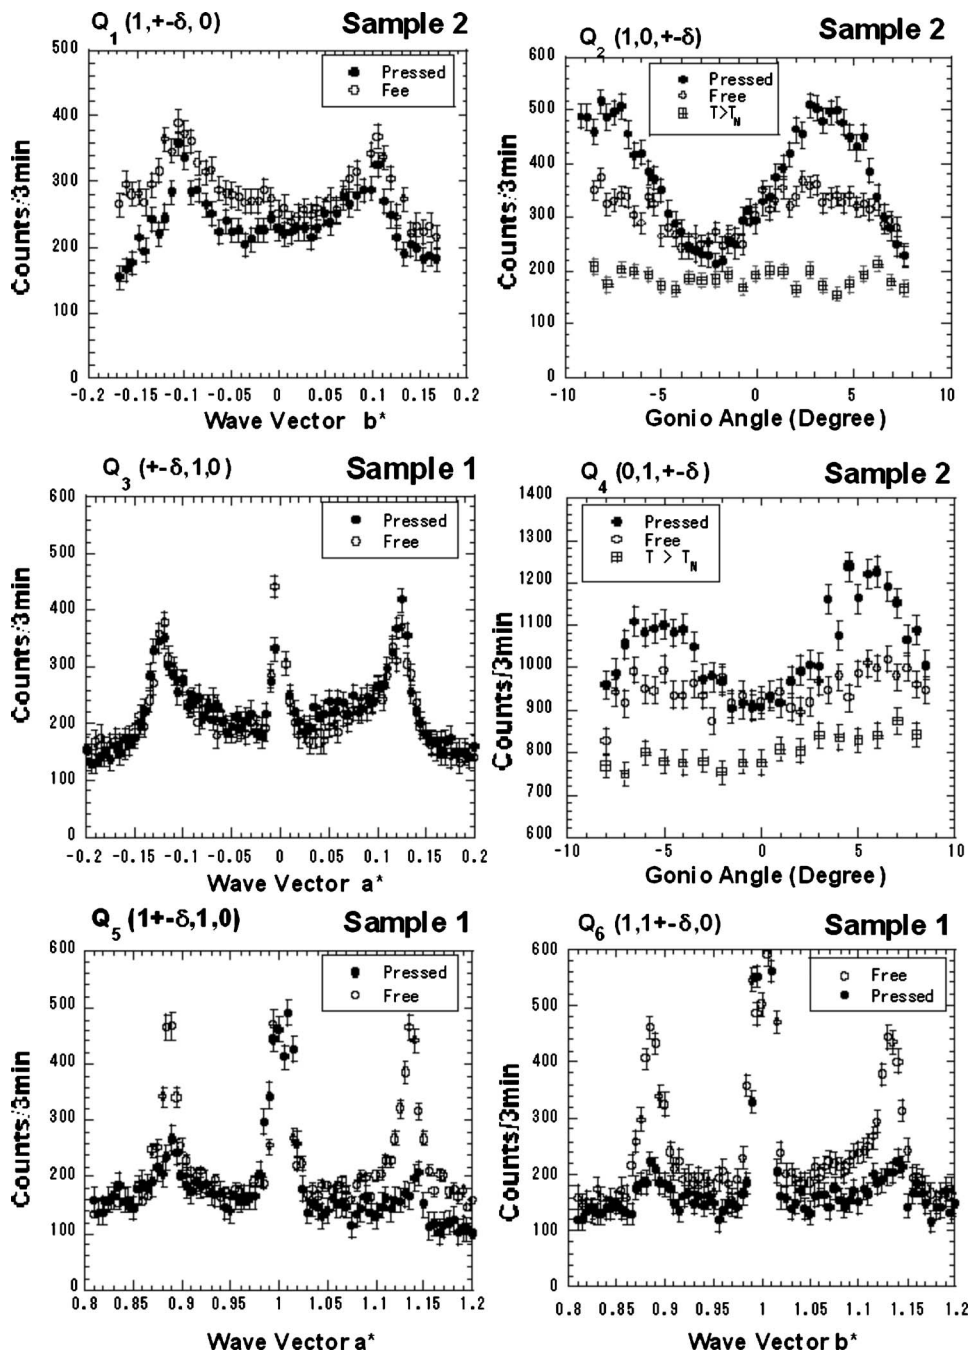 Q1 (1,+-δ, 0) Sample 2
500
400
300
200
100
0
Counts/3min
Pressed
Fee
-0.2 -0.15 -0.1 -0.05 0 0.05 0.1 0.15 0.2
Wave Vector b*
Q2 (1,0,+-δ) Sample 2
600
500
400
300
200
100
0
Counts/3min
Pressed
Free
T>TN
-10 -5 0 5 10
Gonio Angle (Degree)
Q3 (+-δ,1,0) Sample 1
600
500
400
300
200
100
0
Counts/3min
Pressed
Free
-0.2 -0.15 -0.1 -0.05 0 0.05 0.1 0.15 0.2
Wave Vector a*
Q4 (0,1,+-δ) Sample 2
1400
1300
1200
1100
1000
900
800
700
600
Counts/3min
Pressed
Free
T > TN
-10 -5 0 5 10
Gonio Angle (Degree)
Q5 (1+-δ,1,0) Sample 1
600
500
400
300
200
100
0
Counts/3min
Pressed
Free
0.8 0.85 0.9 0.95 1 1.05 1.1 1.15 1.2
Wave Vector a*
Q6 (1,1+-δ,0) Sample 1
600
500
400
300
200
100
0
Counts/3min
Free
Pressed
0.8 0.85 0.9 0.95 1 1.05 1.1 1.15 1.2
Wave Vector b*